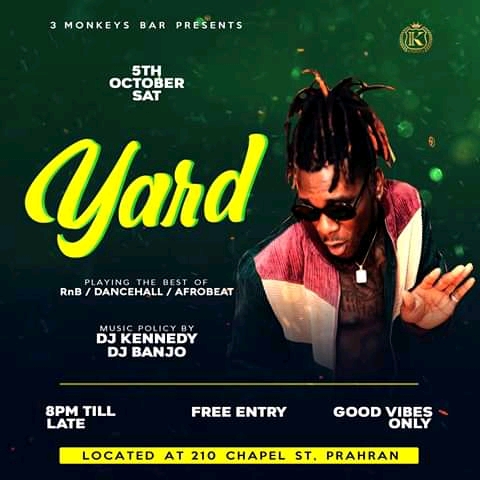 3 MONKEYS BAR PRESENTS
K
5TH
OCTOBER
SAT
Yard
PLAYING THE BEST OF
RnB / DANCEHALL / AFROBEAT
MUSIC POLICY BY
DJ KENNEDY
DJ BANJO
8PM TILL
LATE
FREE ENTRY
GOOD VIBES
ONLY
LOCATED AT 210 CHAPEL ST, PRAHRAN